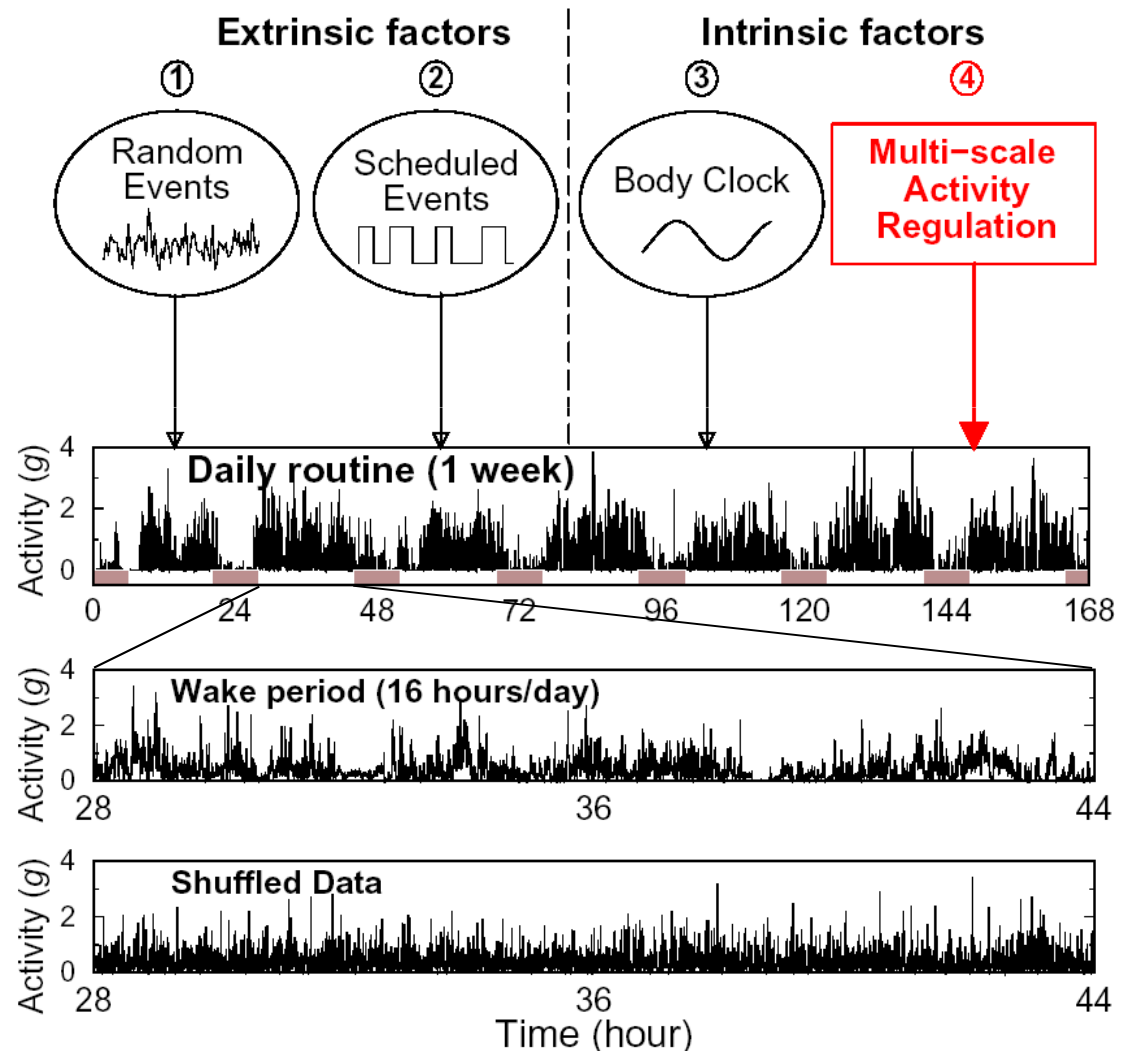 Extrinsic factors
Intrinsic factors
①
②
③
④
Random
Events
Scheduled
Events
Body Clock
Multi−scale
Activity
Regulation
Activity (g)
4
2
0
Daily routine (1 week)
0 24 48 72 96 120 144 168
Activity (g)
4
2
0
Wake period (16 hours/day)
28 36 44
Activity (g)
4
2
0
Shuffled Data
28 36 44
Time (hour)